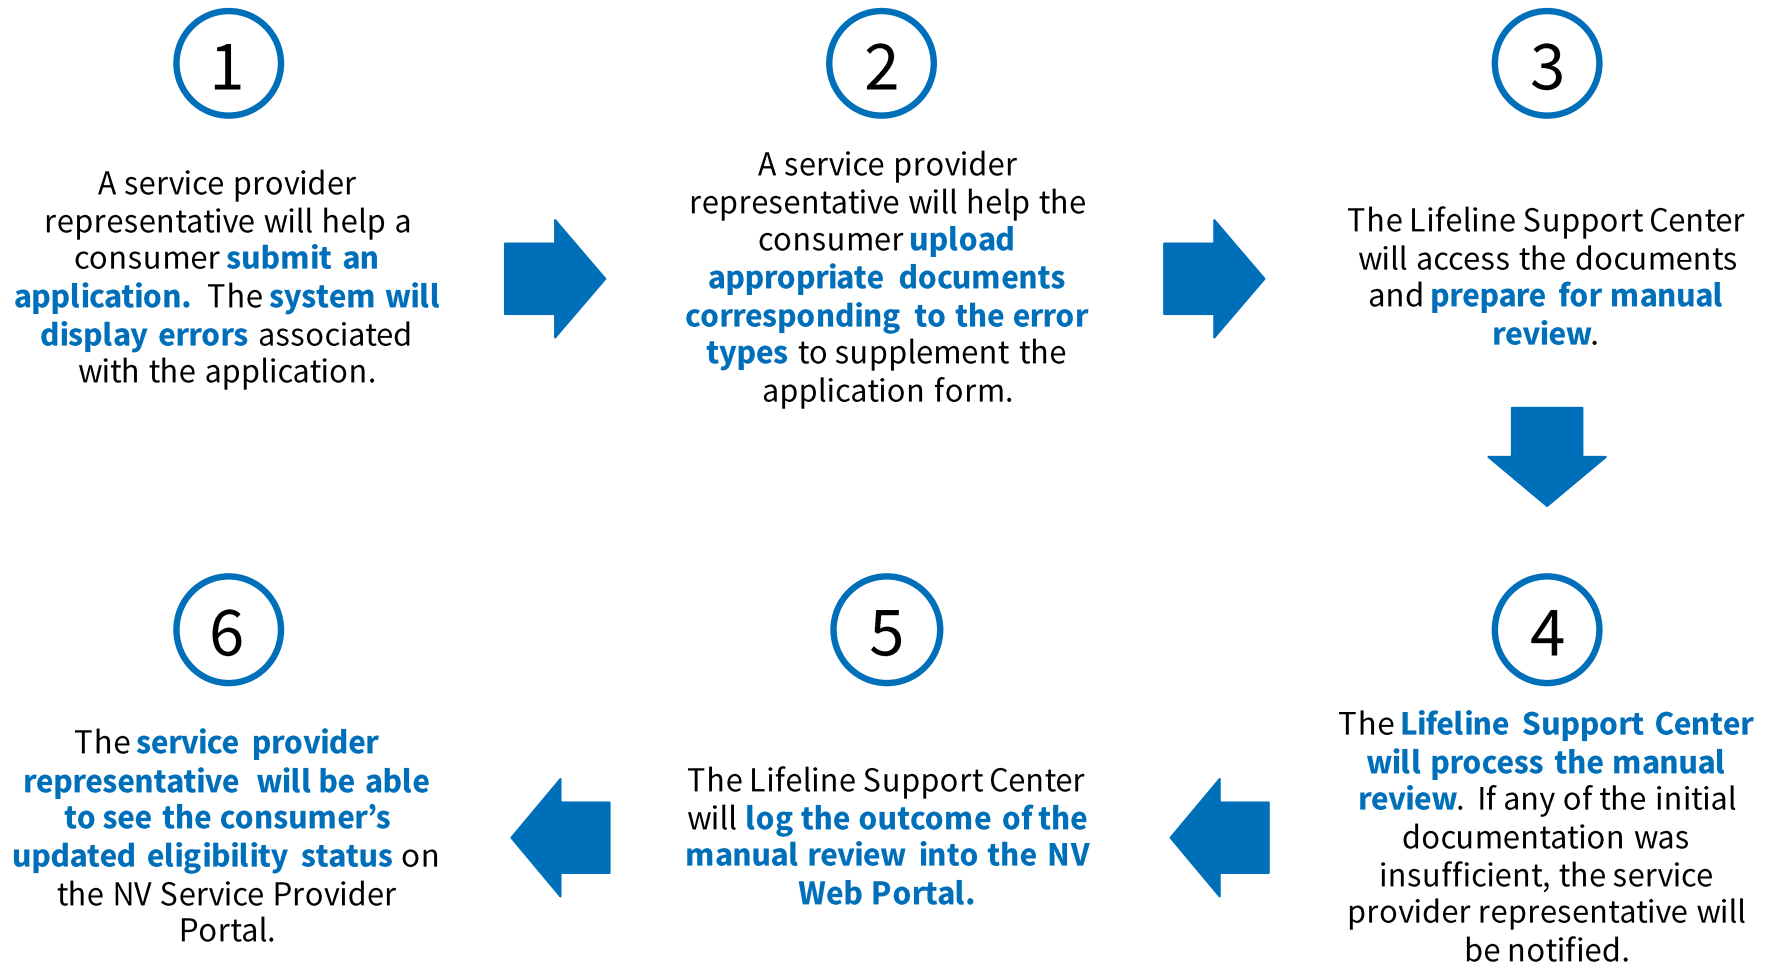 1
A service provider
representative will help a
consumer submit an
application. The system will
display errors associated
with the application.
2
A service provider
representative will help the
consumer upload
appropriate documents
corresponding to the error
types to supplement the
application form.
3
The Lifeline Support Center
will access the documents
and prepare for manual
review.
4
The Lifeline Support Center
will process the manual
review. If any of the initial
documentation was
insufficient, the service
provider representative will
be notified.
5
The Lifeline Support Center
will log the outcome of the
manual review into the NV
Web Portal.
6
The service provider
representative will be able
to see the consumer’s
updated eligibility status on
the NV Service Provider
Portal.